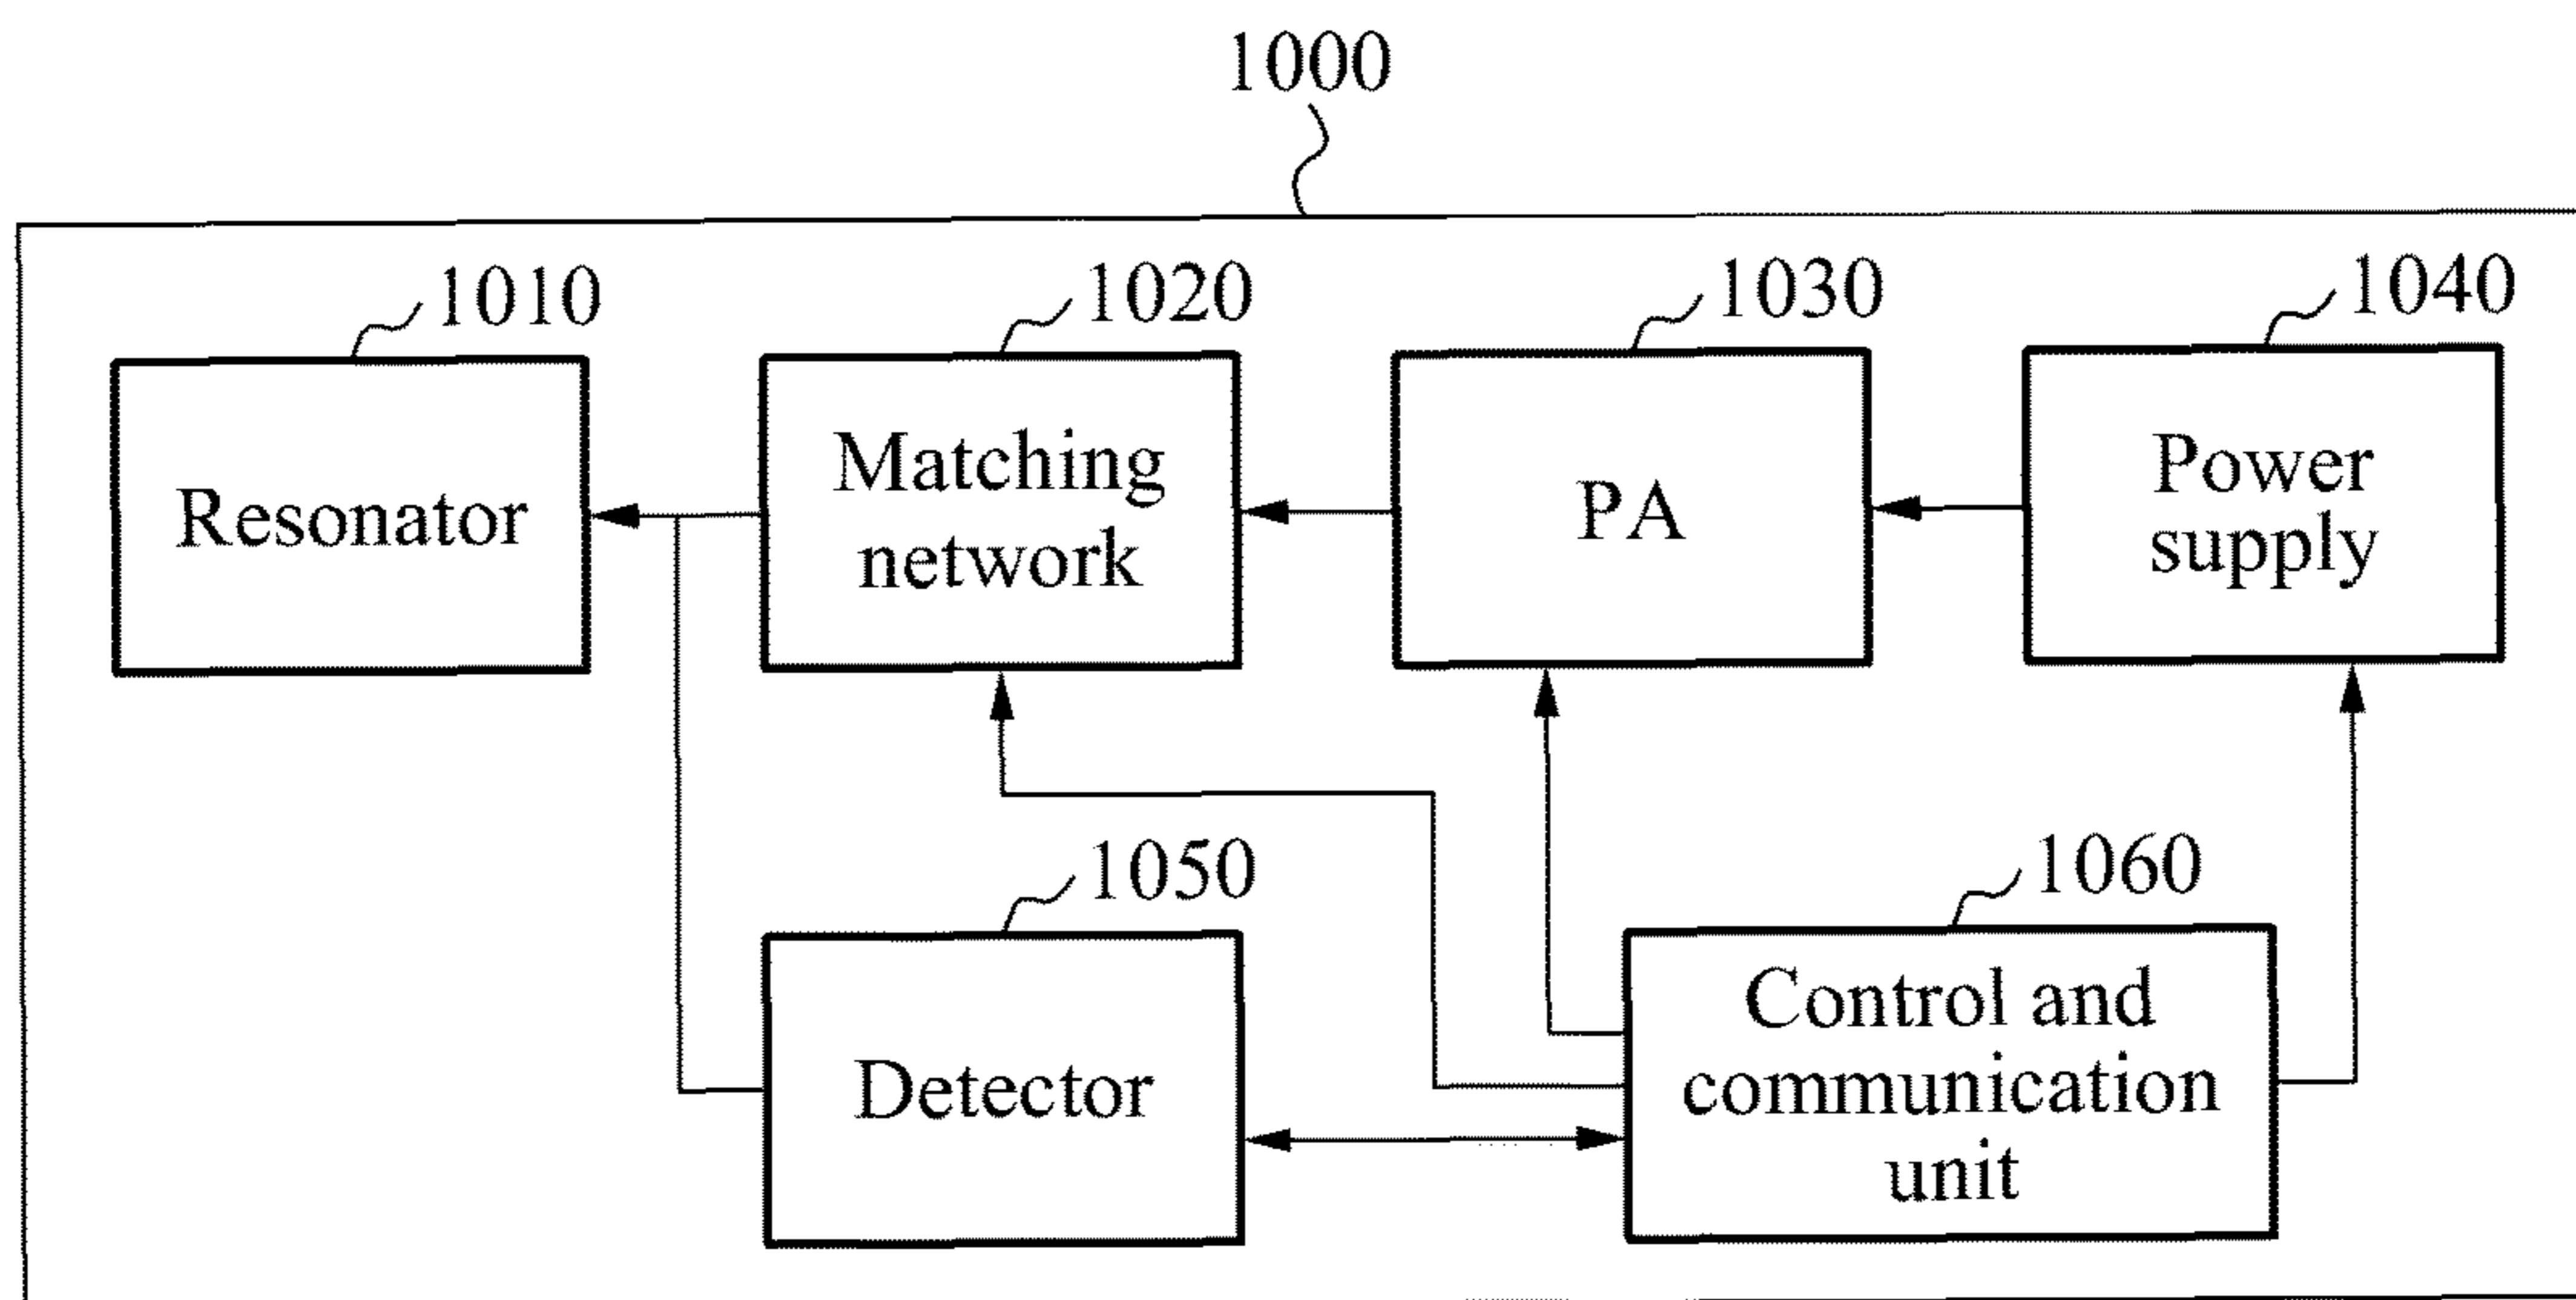 1000
1010
1020
1030
1040
Resonator
Matching
network
PA
Power
supply
1050
1060
Detector
Control and
communication
unit